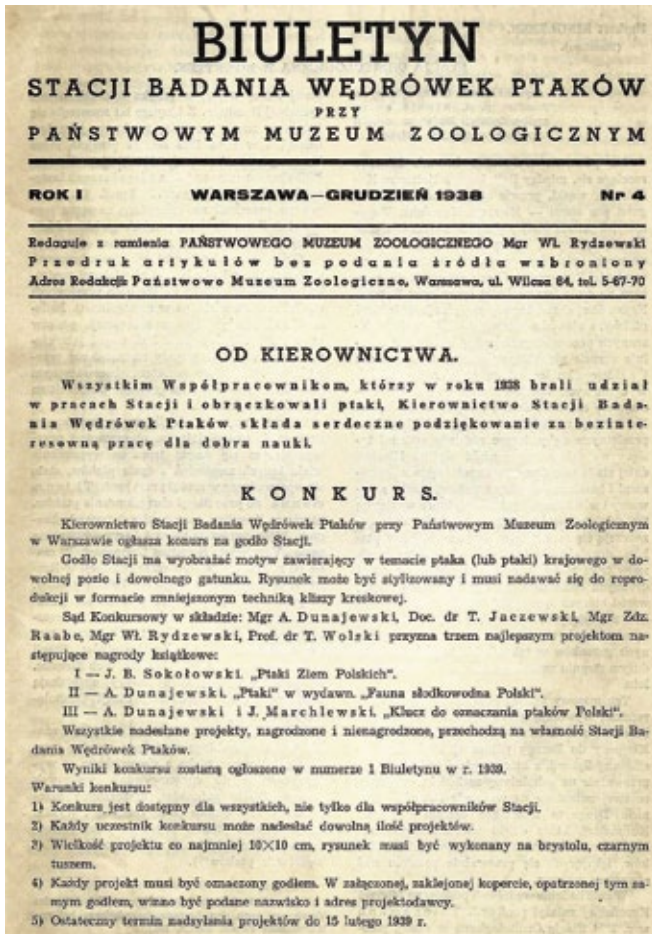 BIULETYN
STACJI BADANIA WĘDRÓWEK PTAKÓW
PRZY
PAŃSTWOWYM MUZEUM ZOOLOGICZNYM
ROK I WARSZAWA—GRUDZIEŃ 1938 Nr 4
Redaguje z ramienia PAŃSTWOWEGO MUZEUM ZOOLOGICZNEGO Mgr Wł. Rydzewski
Przedruk artykułów bez podania źródła wzbroniony
Adres Redakcji: Państwowe Muzeum Zoologiczne, Warszawa, ul. Wilcza 64, tel. 5-67-70
OD KIEROWNICTWA.
Wszystkim Współpracownikom, którzy w roku 1938 brali udział
w pracach Stacji i obrączkowali ptaki, Kierownictwo Stacji Bada-
nia Wędrówek Ptaków składa serdeczne podziękowanie za bezinte-
resowną pracę dla dobra nauki.
KONKURS.
Kierownictwo Stacji Badania Wędrówek Ptaków przy Państwowym Muzeum Zoologicznym
w Warszawie ogłasza konurs na godło Stacji.
Godło Stacji ma wyobrażać motyw zawierający w temacie ptaka (lub ptaki) krajowego w do-
wolnej pozie i dowolnego gatunku. Rysunek może być stylizowany i musi nadawać się do repro-
dukcji w formacie zmniejszonym techniką kliszy kreskowej.
Sąd Konkursowy w składzie: Mgr A. Dunajewski, Doc. dr T. Jaczewski, Mgr Zdz.
Raabe, Mgr Wł. Rydzewski, Prof. dr T. Wolski przyzna trzem najlepszym projektom na-
stępujące nagrody książkowe:
I — J. B. Sokołowski. „Ptaki Ziem Polskich".
II — A. Dunajewski. „Ptaki" w wydawn. „Fauna słodkowodna Polski".
III — A. Dunajewski i J. Marchlewski. „Klucz do oznaczania ptaków Polski".
Wszystkie nadesłane projekty, nagrodzone i nienagrodzone, przechodzą na własność Stacji Ba-
dania Wędrówek Ptaków.
Wyniki konkursu zostaną ogłoszone w numerze 1 Biuletynu w r. 1939.
Warunki konkursu:
1) Konkurs jest dostępny dla wszystkich, nie tylko dla współpracowników Stacji.
2) Każdy uczestnik konkursu może nadesłać dowolną ilość projektów.
3) Wielkość projektu co najmniej 10×10 cm, rysunek musi być wykonany na brystolu, czarnym
tuszem.
4) Każdy projekt musi być oznaczony godłem. W załączonej, zaklejonej kopercie, opatrzonej tym sa-
mym godłem, winno być podane nazwisko i adres projektodawcy.
5) Ostateczny termin nadsyłania projektów do 15 lutego 1939 r.